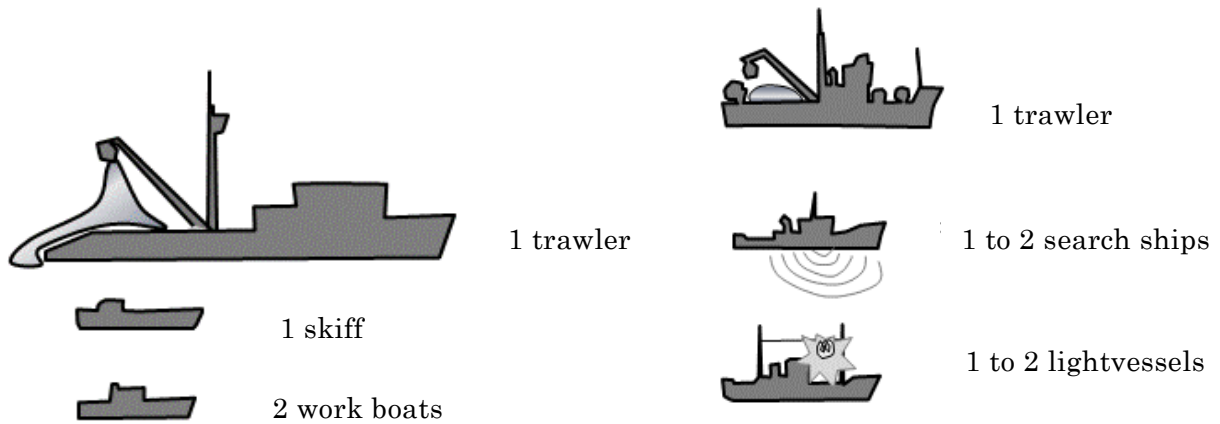 1 trawler
1 skiff
2 work boats
1 trawler
1 to 2 search ships
1 to 2 lightvessels